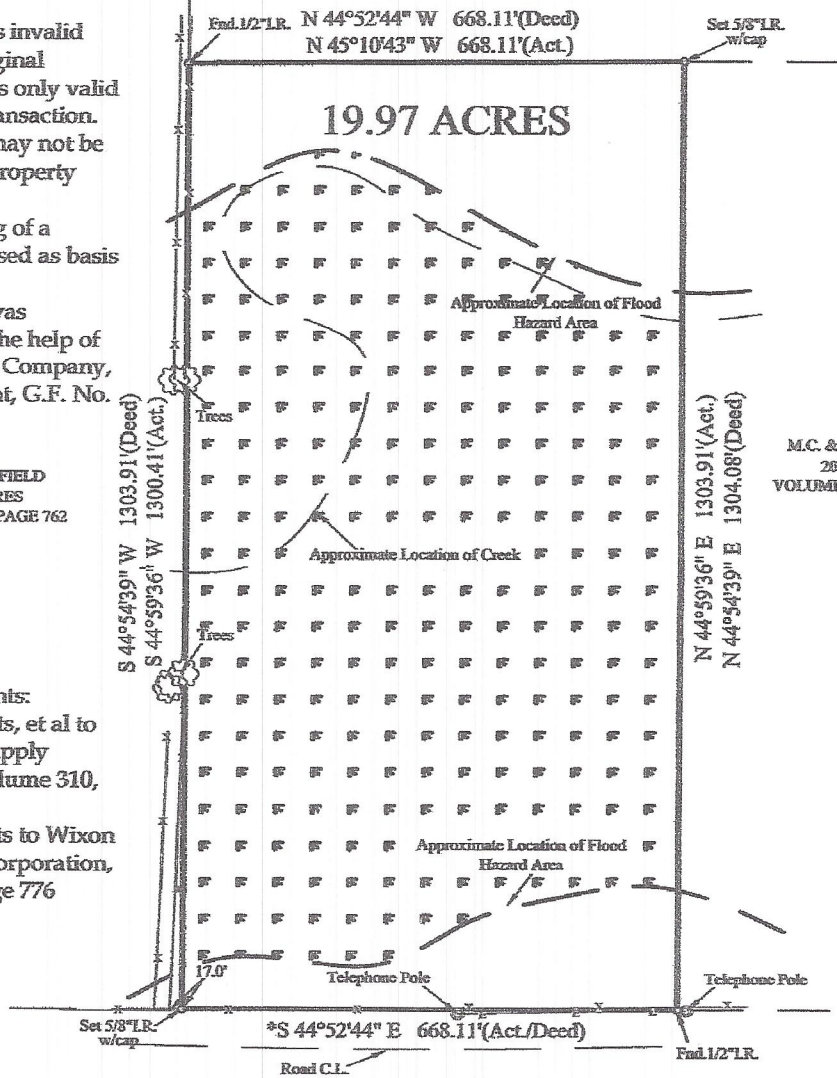 Fnd.1/2"I.R.
N 44°52'44" W 668.11'(Deed)
N 45°10'43" W 668.11'(Act.)
Set 5/8"I.R.
w/cap
s invalid
ginal
s only valid
ansaction.
may not be
roperty
g of a
sed as basis
vas
he help of
Company,
nt, G.F. No.
19.97 ACRES
Approximate Location of Flood
Hazard Area
Trees
S 44°54'39" W 1303.91'(Deed)
S 44°59'36" W 1300.41'(Act.)
N 44°59'36" E 1303.91'(Act.)
N 44°54'39" E 1304.08'(Deed)
M.C. &
20
VOLUME
FIELD
RES
PAGE 762
Approximate Location of Creek
Trees
nts:
ts, et al to
pply
lume 310,
ts to Wixon
orporation,
ge 776
Approximate Location of Flood
Hazard Area
17.0'
Telephone Pole
Telephone Pole
Set 5/8"I.R.
w/cap
*S 44°52'44" E 668.11'(Act./Deed)
Fnd.1/2"I.R.
Road C.L.